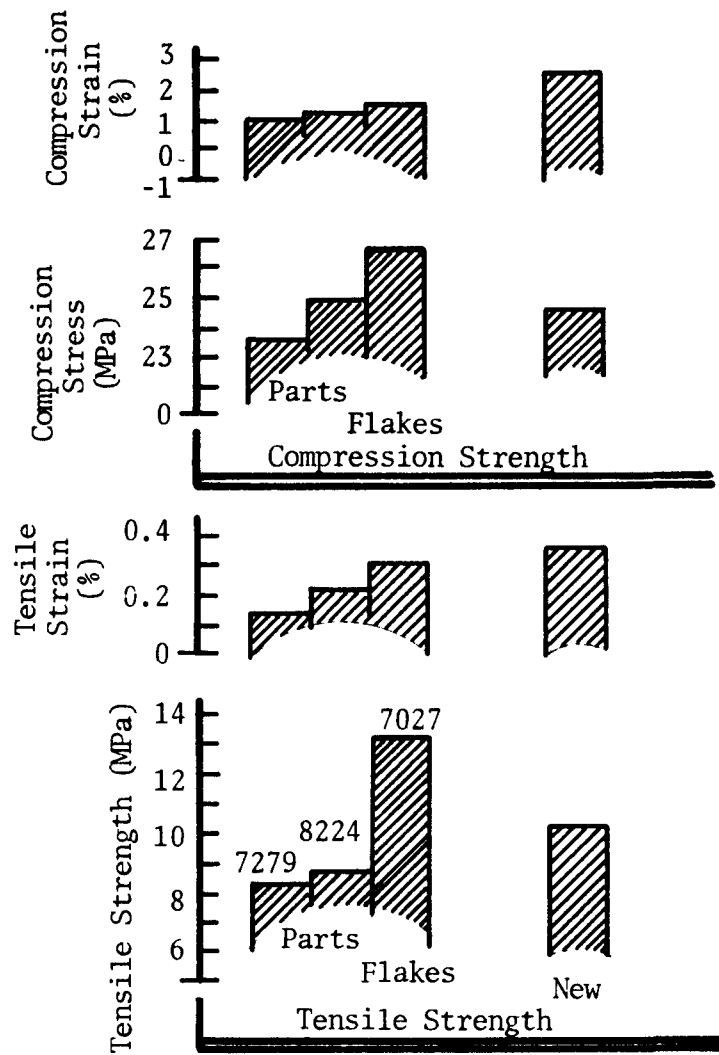 Compression
Strain
(%)
3
2
1
0
-1
Compression
Stress
(MPa)
27
25
23
0
Parts
Flakes
Compression Strength
Tensile
Strain
(%)
0.4
0.2
0
Tensile Strength (MPa)
14
12
10
8
6
7279
8224
7027
Parts
Flakes
New
Tensile Strength